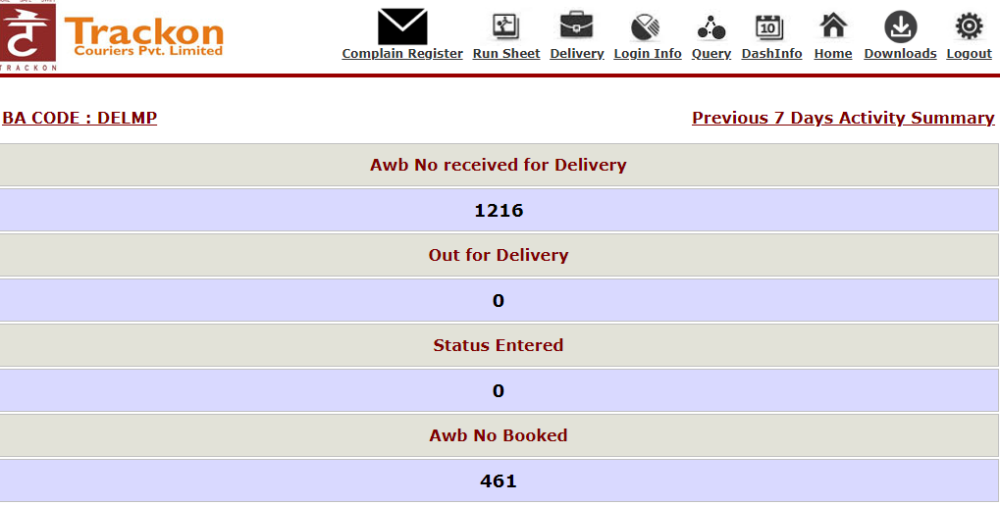 TRACKON
Trackon
Couriers Pvt. Limited
Complain Register Run Sheet Delivery Login Info Query DashInfo Home Downloads Logout
10
BA CODE : DELMP
Previous 7 Days Activity Summary
Awb No received for Delivery
1216
Out for Delivery
0
Status Entered
0
Awb No Booked
461